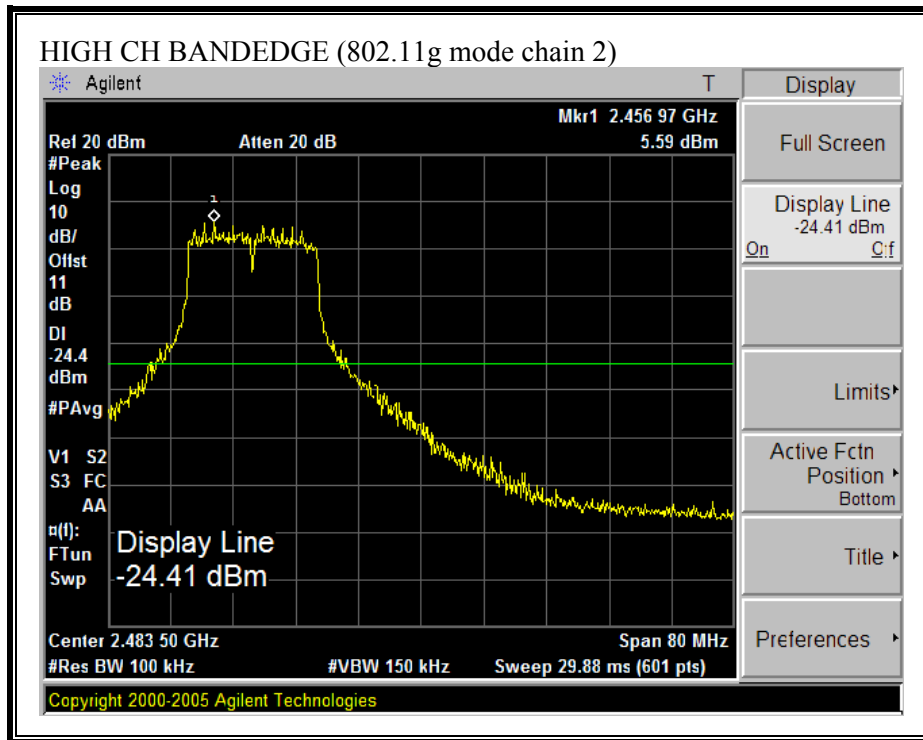 HIGH CH BANDEDGE (802.11g mode chain 2)
Agilent T
Mkr1 2.456 97 GHz
Ref 20 dBm Atten 20 dB 5.59 dBm
#Peak
Log
10
dB/
Offst
11
dB
DI
-24.4
dBm
#PAvg
1
V1 S2
S3 FC
AA
¤(f):
FTun
Swp
Display Line
-24.41 dBm
Center 2.483 50 GHz Span 80 MHz
#Res BW 100 kHz #VBW 150 kHz Sweep 29.88 ms (601 pts)
Copyright 2000-2005 Agilent Technologies
Display
Full Screen
Display Line
-24.41 dBm
On Off
Limits
Active Fctn
Position
Bottom
Title
Preferences